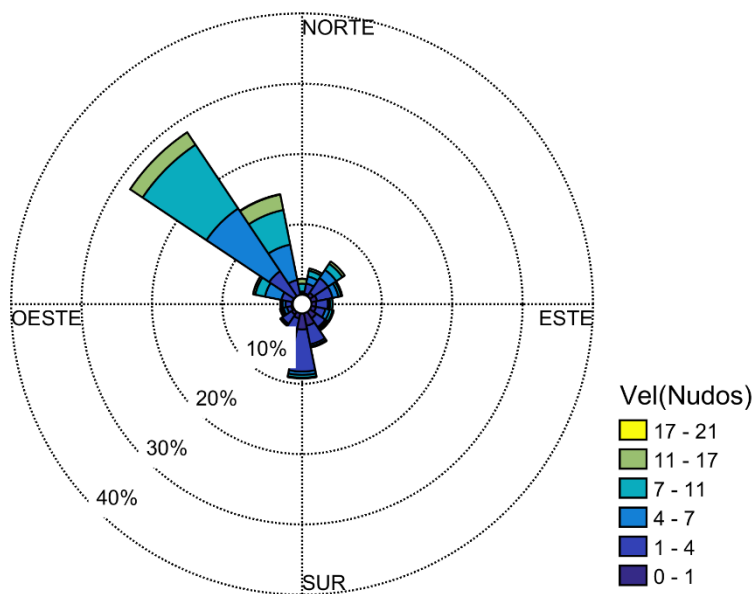 NORTE
OESTE
ESTE
10%
20%
30%
40%
SUR
Vel(Nudos)
17 - 21
11 - 17
7 - 11
4 - 7
1 - 4
0 - 1